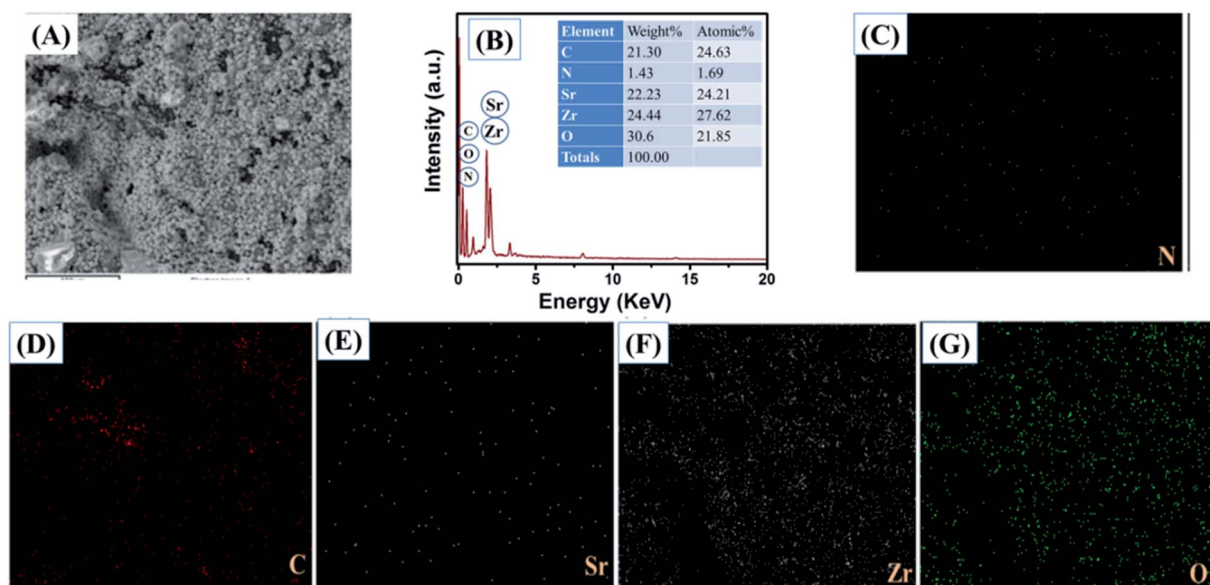 (A)
(B)
Element Weight% Atomic%
C 21.30 24.63
N 1.43 1.69
Sr 22.23 24.21
Zr 24.44 27.62
O 30.6 21.85
Totals 100.00
Sr
Zr
C
O
N
Intensity (a.u.)
0 5 10 15 20
Energy (KeV)
(C)
N
(D)
C
(E)
Sr
(F)
Zr
(G)
O